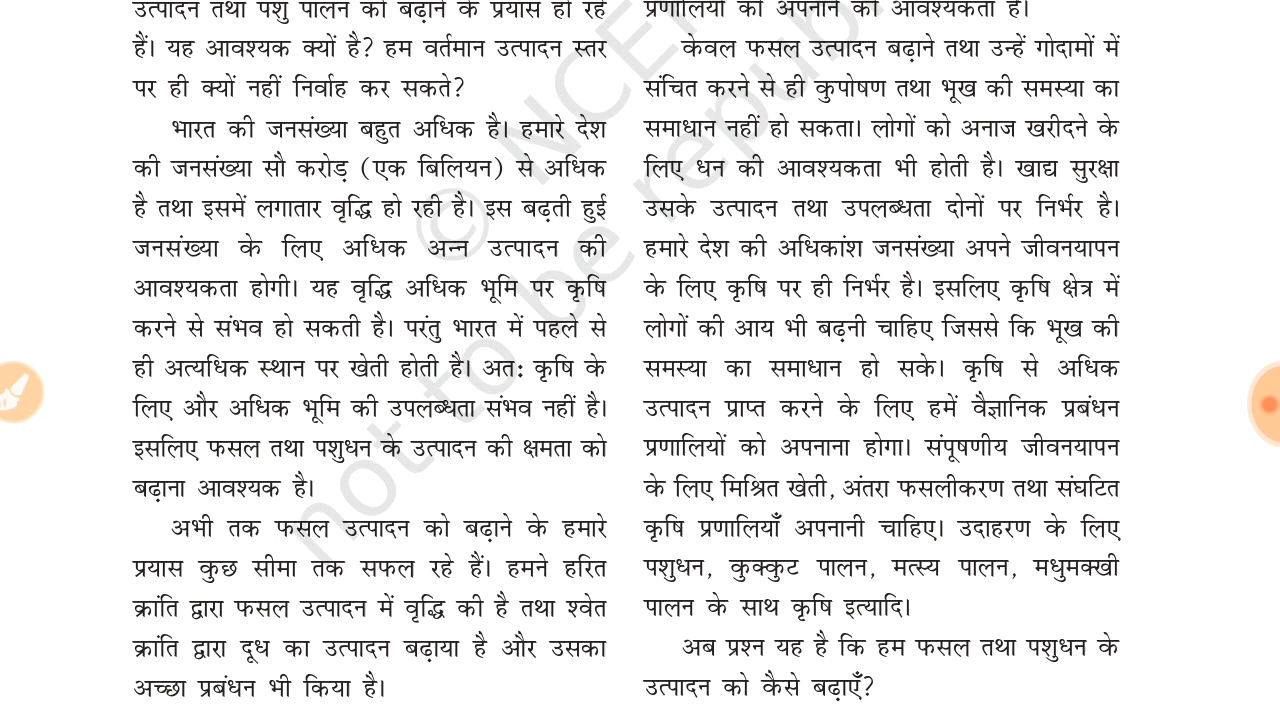 उत्पादन तथा पशु पालन को बढ़ाने के प्रयास हो रहे
हैं। यह आवश्यक क्यों है? हम वर्तमान उत्पादन स्तर
पर ही क्यों नहीं निर्वाह कर सकते?
भारत की जनसंख्या बहुत अधिक है। हमारे देश
की जनसंख्या सौ करोड़ (एक बिलियन) से अधिक
है तथा इसमें लगातार वृद्धि हो रही है। इस बढ़ती हुई
जनसंख्या के लिए अधिक अन्न उत्पादन की
आवश्यकता होगी। यह वृद्धि अधिक भूमि पर कृषि
करने से संभव हो सकती है। परंतु भारत में पहले से
ही अत्यधिक स्थान पर खेती होती है। अतः कृषि के
लिए और अधिक भूमि की उपलब्धता संभव नहीं है।
इसलिए फसल तथा पशुधन के उत्पादन की क्षमता को
बढ़ाना आवश्यक है।
अभी तक फसल उत्पादन को बढ़ाने के हमारे
प्रयास कुछ सीमा तक सफल रहे हैं। हमने हरित
क्रांति द्वारा फसल उत्पादन में वृद्धि की है तथा श्वेत
क्रांति द्वारा दूध का उत्पादन बढ़ाया है और उसका
अच्छा प्रबंधन भी किया है।
प्रणालियों को अपनाने की आवश्यकता है।
केवल फसल उत्पादन बढ़ाने तथा उन्हें गोदामों में
संचित करने से ही कुपोषण तथा भूख की समस्या का
समाधान नहीं हो सकता। लोगों को अनाज खरीदने के
लिए धन की आवश्यकता भी होती है। खाद्य सुरक्षा
उसके उत्पादन तथा उपलब्धता दोनों पर निर्भर है।
हमारे देश की अधिकांश जनसंख्या अपने जीवनयापन
के लिए कृषि पर ही निर्भर है। इसलिए कृषि क्षेत्र में
लोगों की आय भी बढ़नी चाहिए जिससे कि भूख की
समस्या का समाधान हो सके। कृषि से अधिक
उत्पादन प्राप्त करने के लिए हमें वैज्ञानिक प्रबंधन
प्रणालियों को अपनाना होगा। संपूषणीय जीवनयापन
के लिए मिश्रित खेती, अंतरा फसलीकरण तथा संघटित
कृषि प्रणालियाँ अपनानी चाहिए। उदाहरण के लिए
पशुधन, कुक्कुट पालन, मत्स्य पालन, मधुमक्खी
पालन के साथ कृषि इत्यादि।
अब प्रश्न यह है कि हम फसल तथा पशुधन के
उत्पादन को कैसे बढ़ाएँ?
© NCE
not to be repub